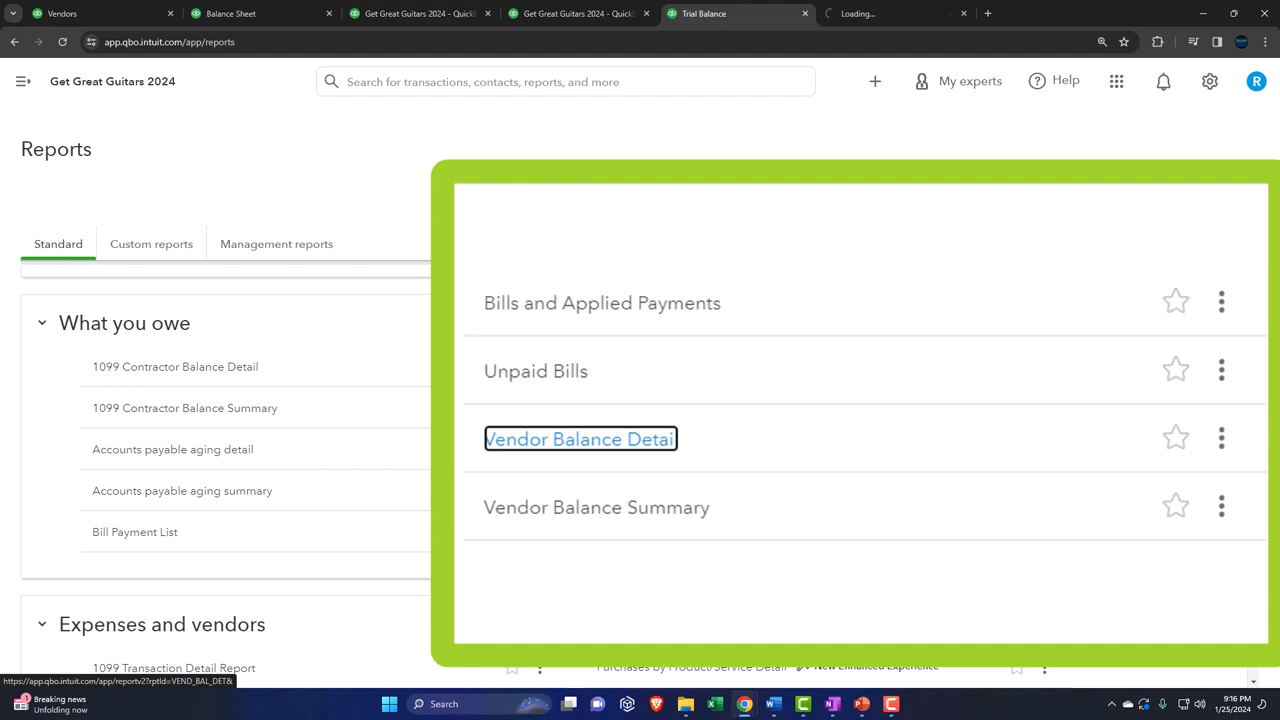 Vendors
Balance Sheet
Get Great Guitars 2024 - Quick
Get Great Guitars 2024 - Quick
Trial Balance
Loading...
app.qbo.intuit.com/app/reports
Get Great Guitars 2024
Search for transactions, contacts, reports, and more
My experts
Help
R
Reports
Standard
Custom reports
Management reports
What you owe
1099 Contractor Balance Detail
1099 Contractor Balance Summary
Accounts payable aging detail
Accounts payable aging summary
Bill Payment List
Bills and Applied Payments
Unpaid Bills
Vendor Balance Detail
Vendor Balance Summary
Expenses and vendors
1099 Transaction Detail Report
Purchases by Product/Service Detail
New Enhanced Experience
https://app.qbo.intuit.com/app/reportv2?rptId=VEND_BAL_DET&
1
Breaking news
Unfolding now
Search
9:16 PM
1/25/2024